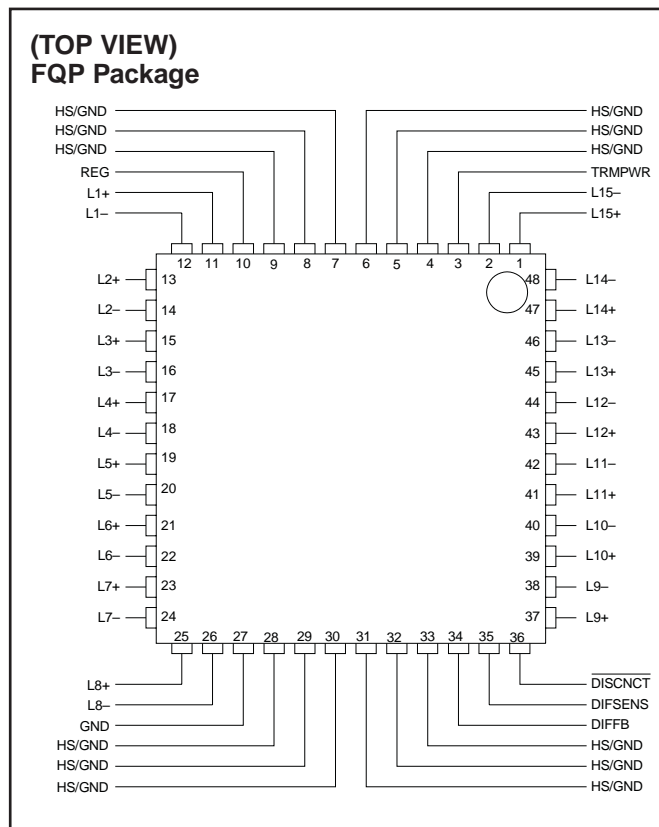 (TOP VIEW)
FQP Package
HS/GND HS/GND
HS/GND HS/GND
HS/GND HS/GND
REG TRMPWR
L1+ L15–
L1– L15+
12 11 10 9 8 7 6 5 4 3 2 1
L2+ 13 48 L14–
L2– 14 47 L14+
L3+ 15 46 L13–
L3– 16 45 L13+
L4+ 17 44 L12–
L4– 18 43 L12+
L5+ 19 42 L11–
L5– 20 41 L11+
L6+ 21 40 L10–
L6– 22 39 L10+
L7+ 23 38 L9–
L7– 24 37 L9+
25 26 27 28 29 30 31 32 33 34 35 36
L8+ DISCNCT
L8– DIFSENS
GND DIFFB
HS/GND HS/GND
HS/GND HS/GND
HS/GND HS/GND